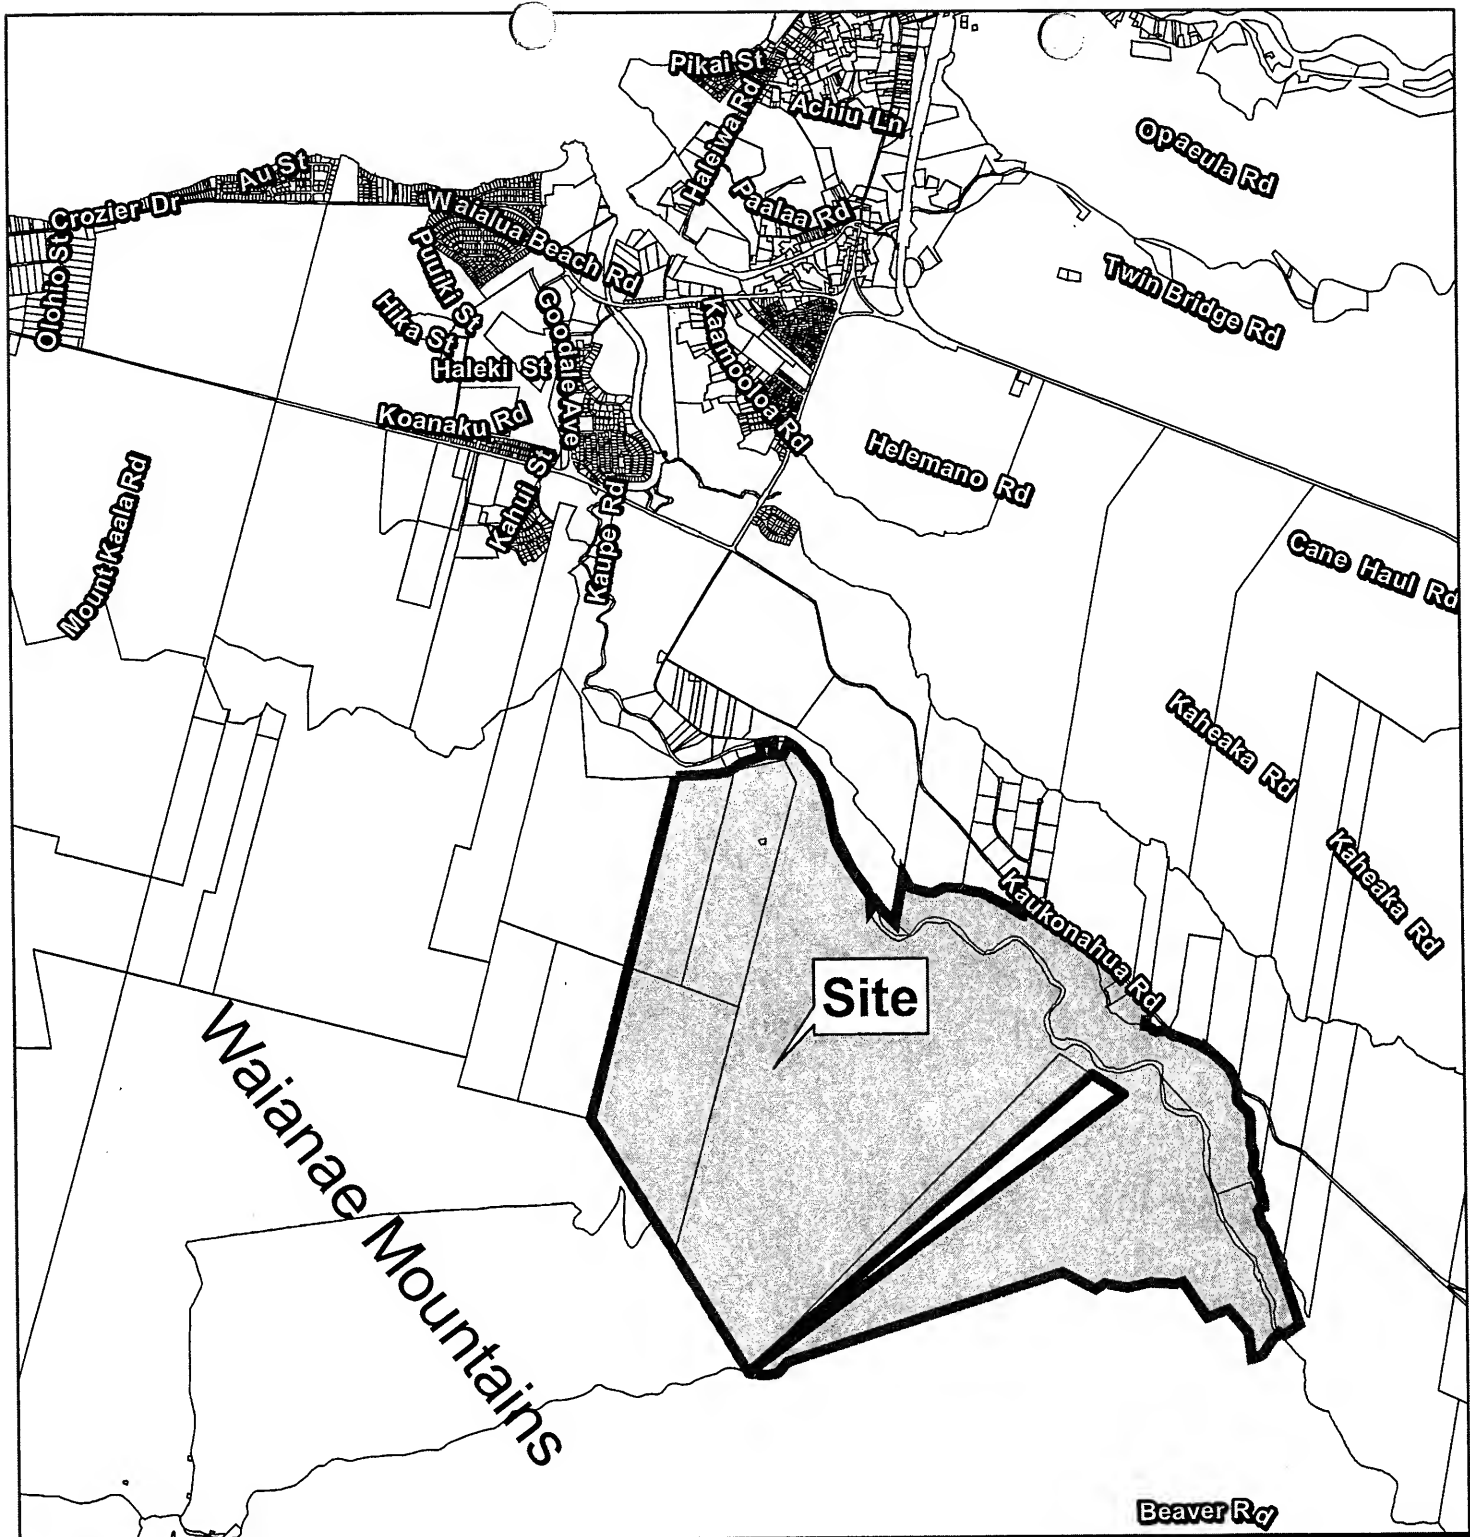 Pikai St
Achiu Ln
Haleiwa Rd
Opaeula Rd
Au St
Crozier Dr
Paalaa Rd
Waialua Beach Rd
Olohio St
Puuiki St
Twin Bridge Rd
Hika St
Goodale Ave
Kaamooloa Rd
Haleki St
Koanaku Rd
Helemano Rd
Mount Kaala Rd
Kahui St
Kaupe Rd
Cane Haul Rd
Kaheaka Rd
Kaheaka Rd
Kaukonahua Rd
Site
Waianae Mountains
Beaver Rd